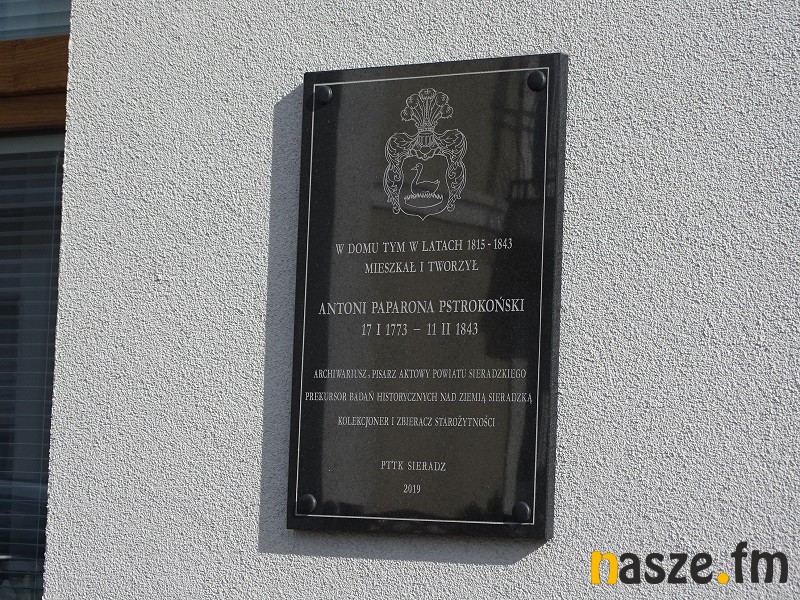 W DOMU TYM W LATACH 1815 - 1843
MIESZKAŁ I TWORZYŁ
ANTONI PAPARONA PSTROKOŃSKI
17 I 1773 – 11 II 1843
ARCHIWARIUSZ, PISARZ AKTOWY POWIATU SIERADZKIEGO
PREKURSOR BADAŃ HISTORYCZNYCH NAD ZIEMIĄ SIERADZKĄ
KOLEKCJONER I ZBIERACZ STAROŻYTNOŚCI
PTTK SIERADZ
2019
nasze.fm